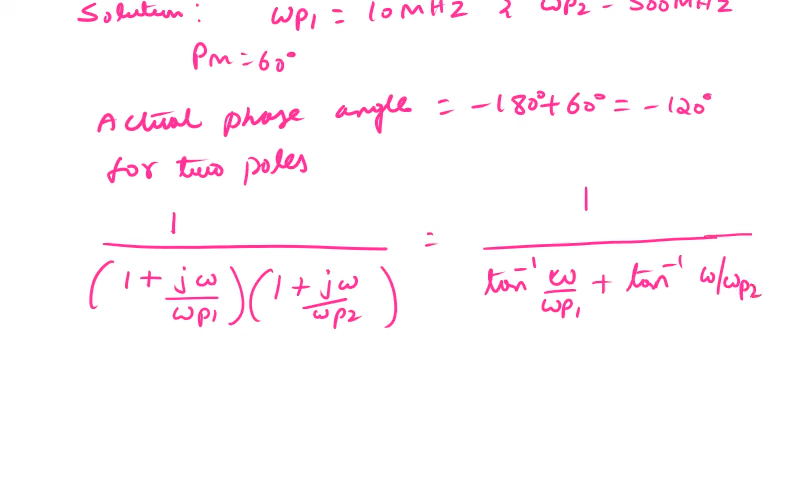 Solution: ωp1 = 10MHZ & ωp2 = 500MHZ
Pm = 60°
Actual phase angle = -180°+60° = -120°
for two poles
1 / (1 + jω/ωp1)(1 + jω/ωp2) = 1 / tan⁻¹ ω/ωp1 + tan⁻¹ ω/ωp2